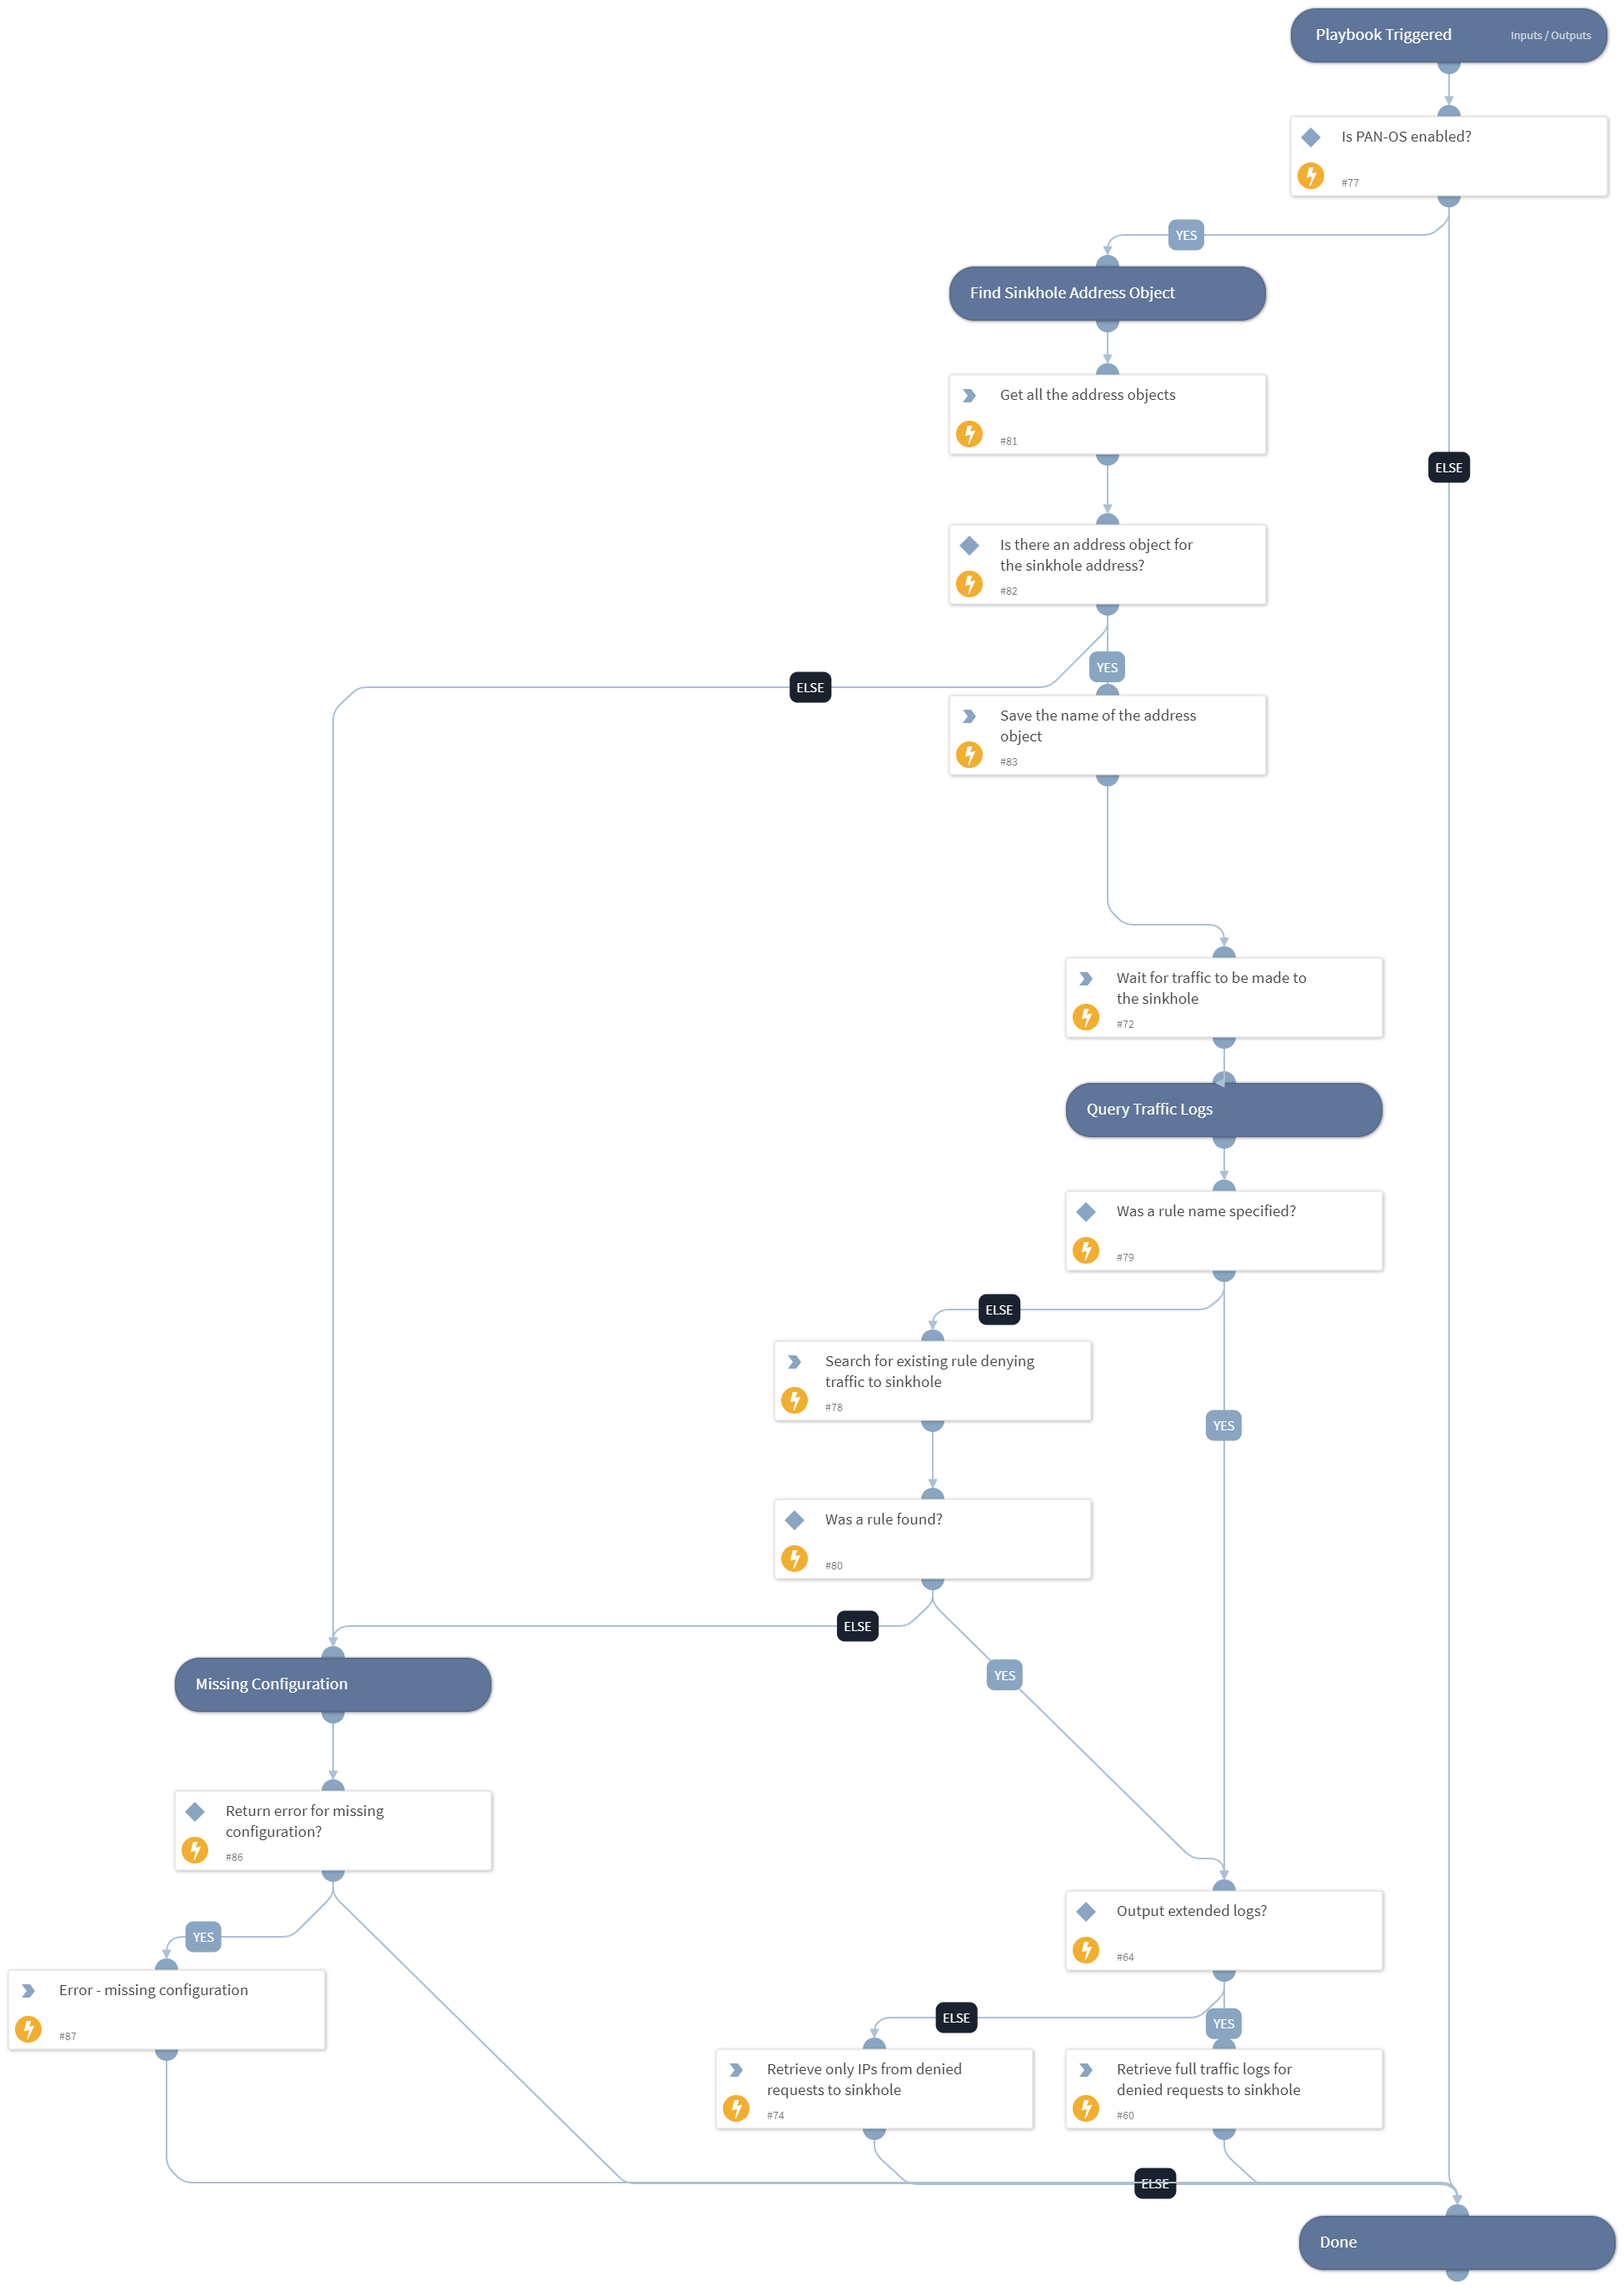 Playbook Triggered
Inputs / Outputs
Is PAN-OS enabled?
#77
YES
Find Sinkhole Address Object
Get all the address objects
#81
ELSE
Is there an address object for
the sinkhole address?
#82
YES
ELSE
Save the name of the address
object
#83
Wait for traffic to be made to
the sinkhole
#72
Query Traffic Logs
Was a rule name specified?
#79
ELSE
Search for existing rule denying
traffic to sinkhole
#78
YES
Was a rule found?
#80
ELSE
YES
Missing Configuration
Return error for missing
configuration?
#86
Output extended logs?
#64
YES
Error - missing configuration
#87
ELSE
YES
Retrieve only IPs from denied
requests to sinkhole
#74
Retrieve full traffic logs for
denied requests to sinkhole
#60
ELSE
Done